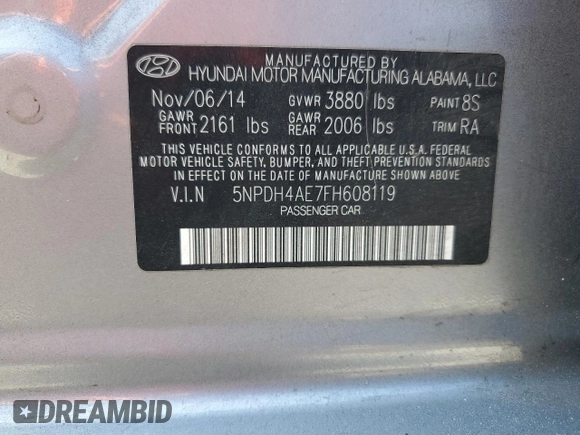 MANUFACTURED BY
HYUNDAI MOTOR MANUFACTURING ALABAMA, LLC
Nov/06/14 GVWR 3880 lbs PAINT 8S
GAWR FRONT 2161 lbs GAWR REAR 2006 lbs TRIM RA
THIS VEHICLE CONFORMS TO ALL APPLICABLE U.S.A. FEDERAL
MOTOR VEHICLE SAFETY, BUMPER, AND THEFT PREVENTION STANDARDS
IN EFFECT ON THE DATE OF MANUFACTURE SHOWN ABOVE
V.I.N 5NPDH4AE7FH608119
PASSENGER CAR
DREAMBID